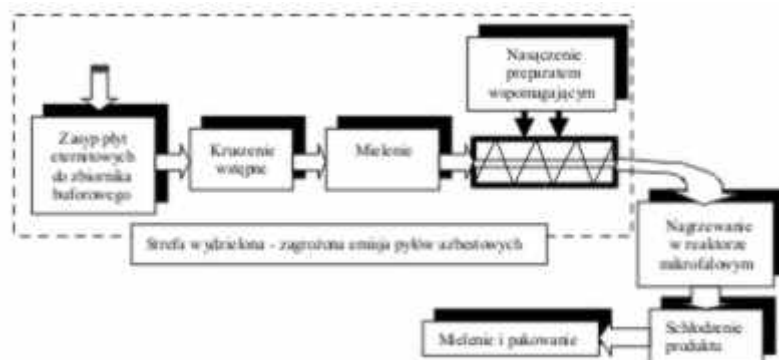 Nasączenie
preparatem
wspomagającym
Zasyp płyt
eternitowych
do zbiornika
buforowego
Kruszenie
wstępne
Mielenie
Strefa wydzielona - zagrożona emisją pyłów azbestowych
Nagrzewanie
w reaktorze
mikrofalowym
Mielenie i pakowanie
Schłodzenie
produktu